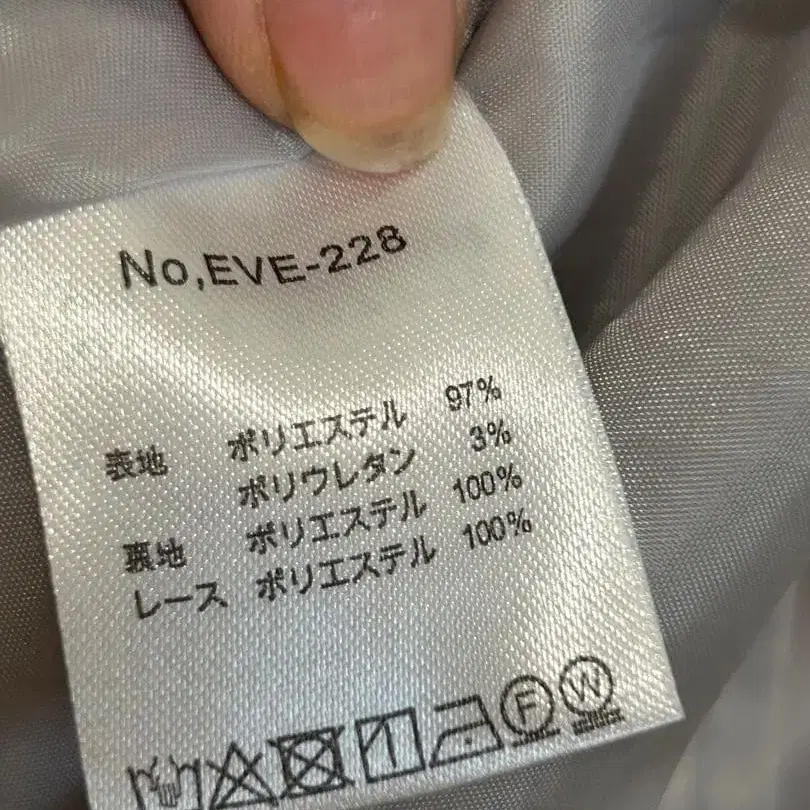 No,EVE-228
表地 ポリエステル 97%
ポリウレタン 3%
裏地 ポリエステル 100%
レース ポリエステル 100%
F W